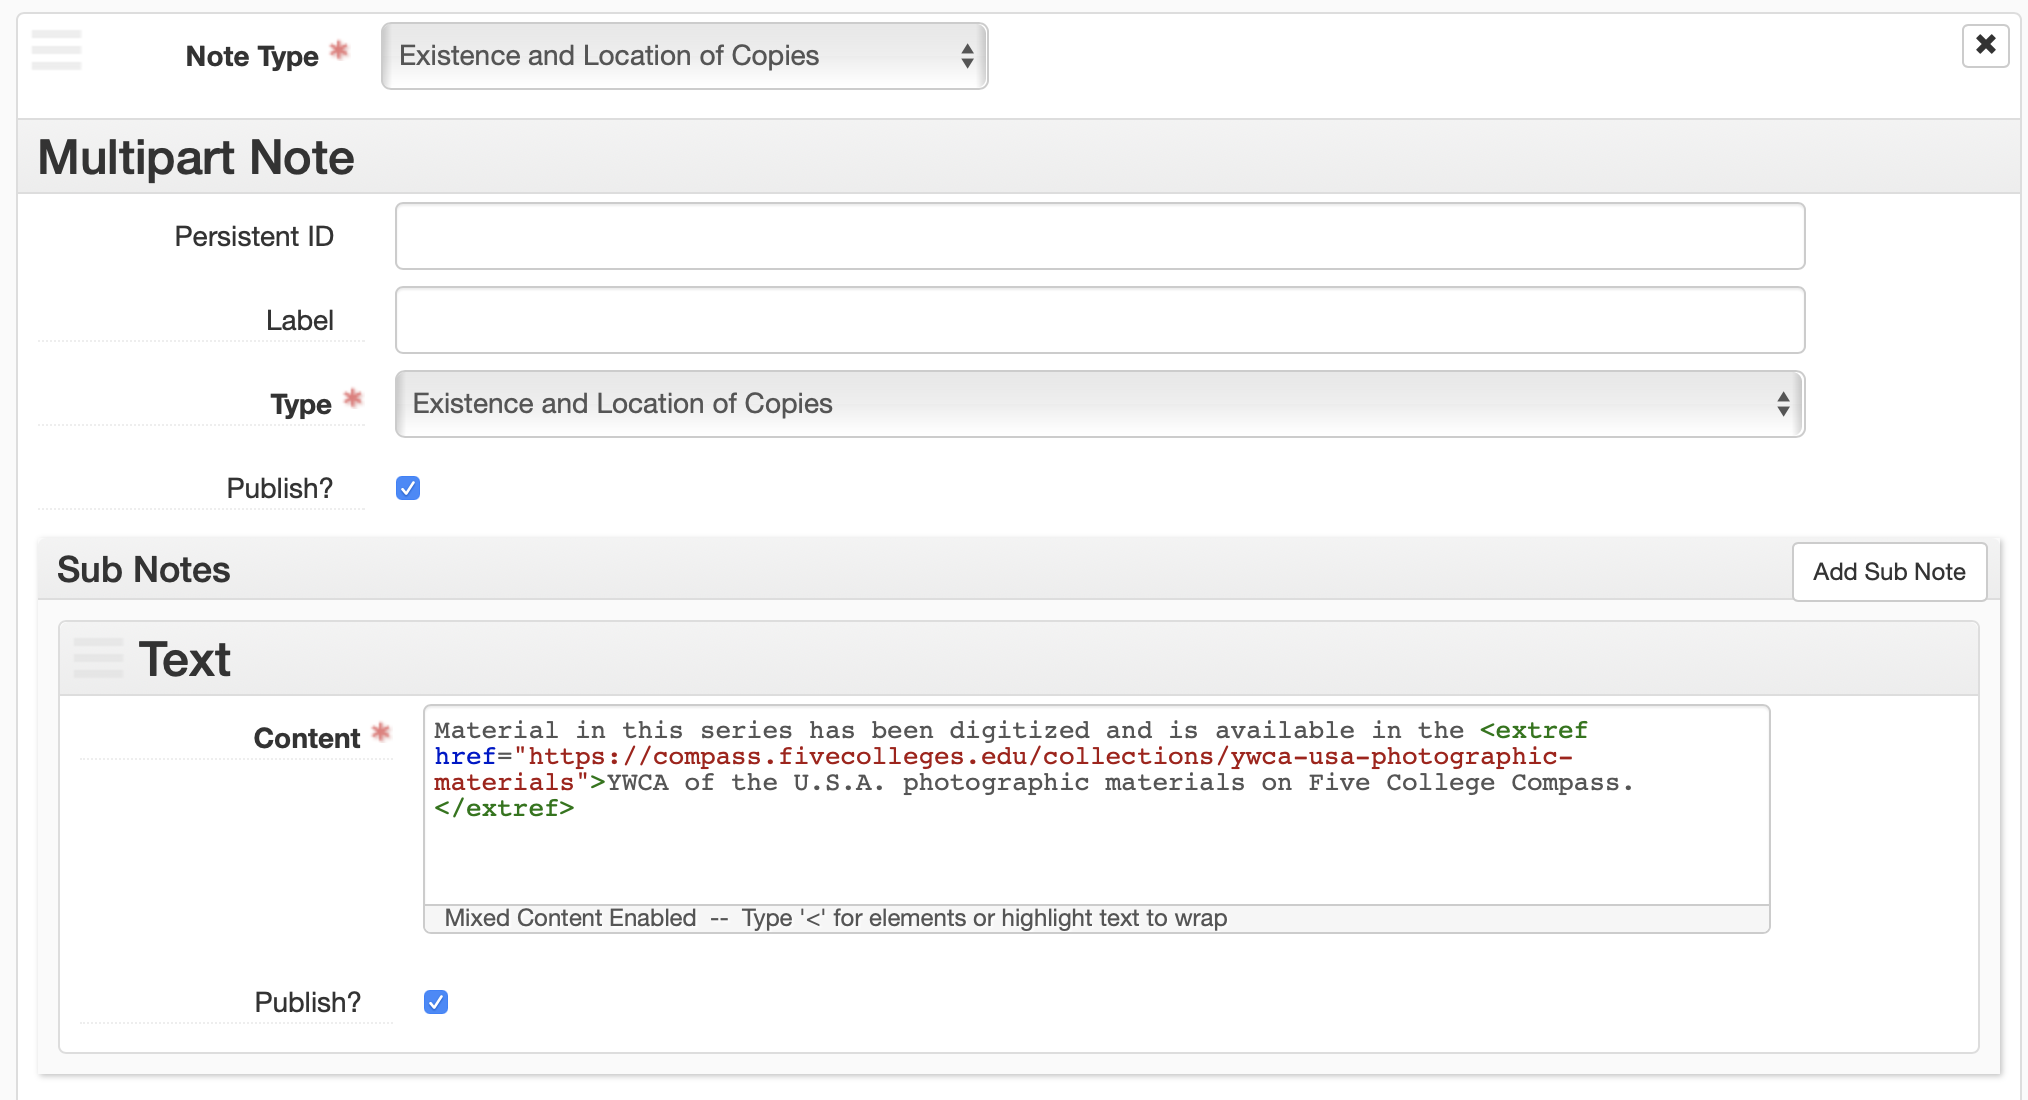 Note Type *
Existence and Location of Copies
Multipart Note
Persistent ID
Label
Type *
Existence and Location of Copies
Publish?
Sub Notes
Add Sub Note
Text
Content *
Material in this series has been digitized and is available in the <extref
href="https://compass.fivecolleges.edu/collections/ywca-usa-photographic-
materials">YWCA of the U.S.A. photographic materials on Five College Compass.
</extref>
Mixed Content Enabled -- Type '<' for elements or highlight text to wrap
Publish?